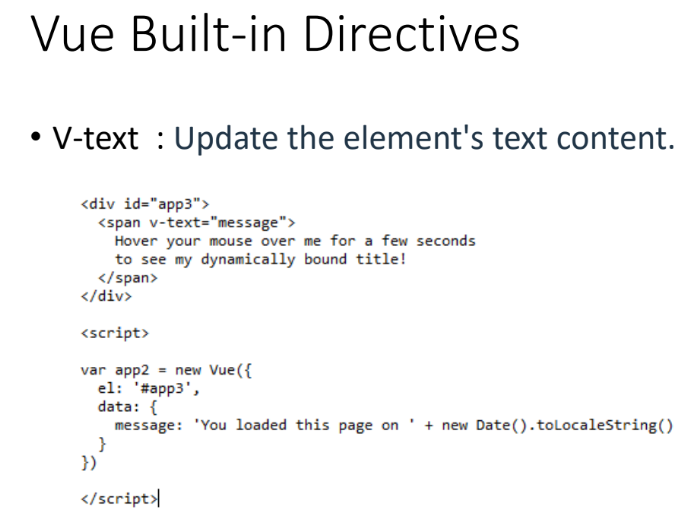 Vue Built-in Directives
• V-text : Update the element's text content.
<div id="app3">
  <span v-text="message">
    Hover your mouse over me for a few seconds
    to see my dynamically bound title!
  </span>
</div>
<script>
var app2 = new Vue({
  el: '#app3',
  data: {
    message: 'You loaded this page on ' + new Date().toLocaleString()
  }
})
</script>